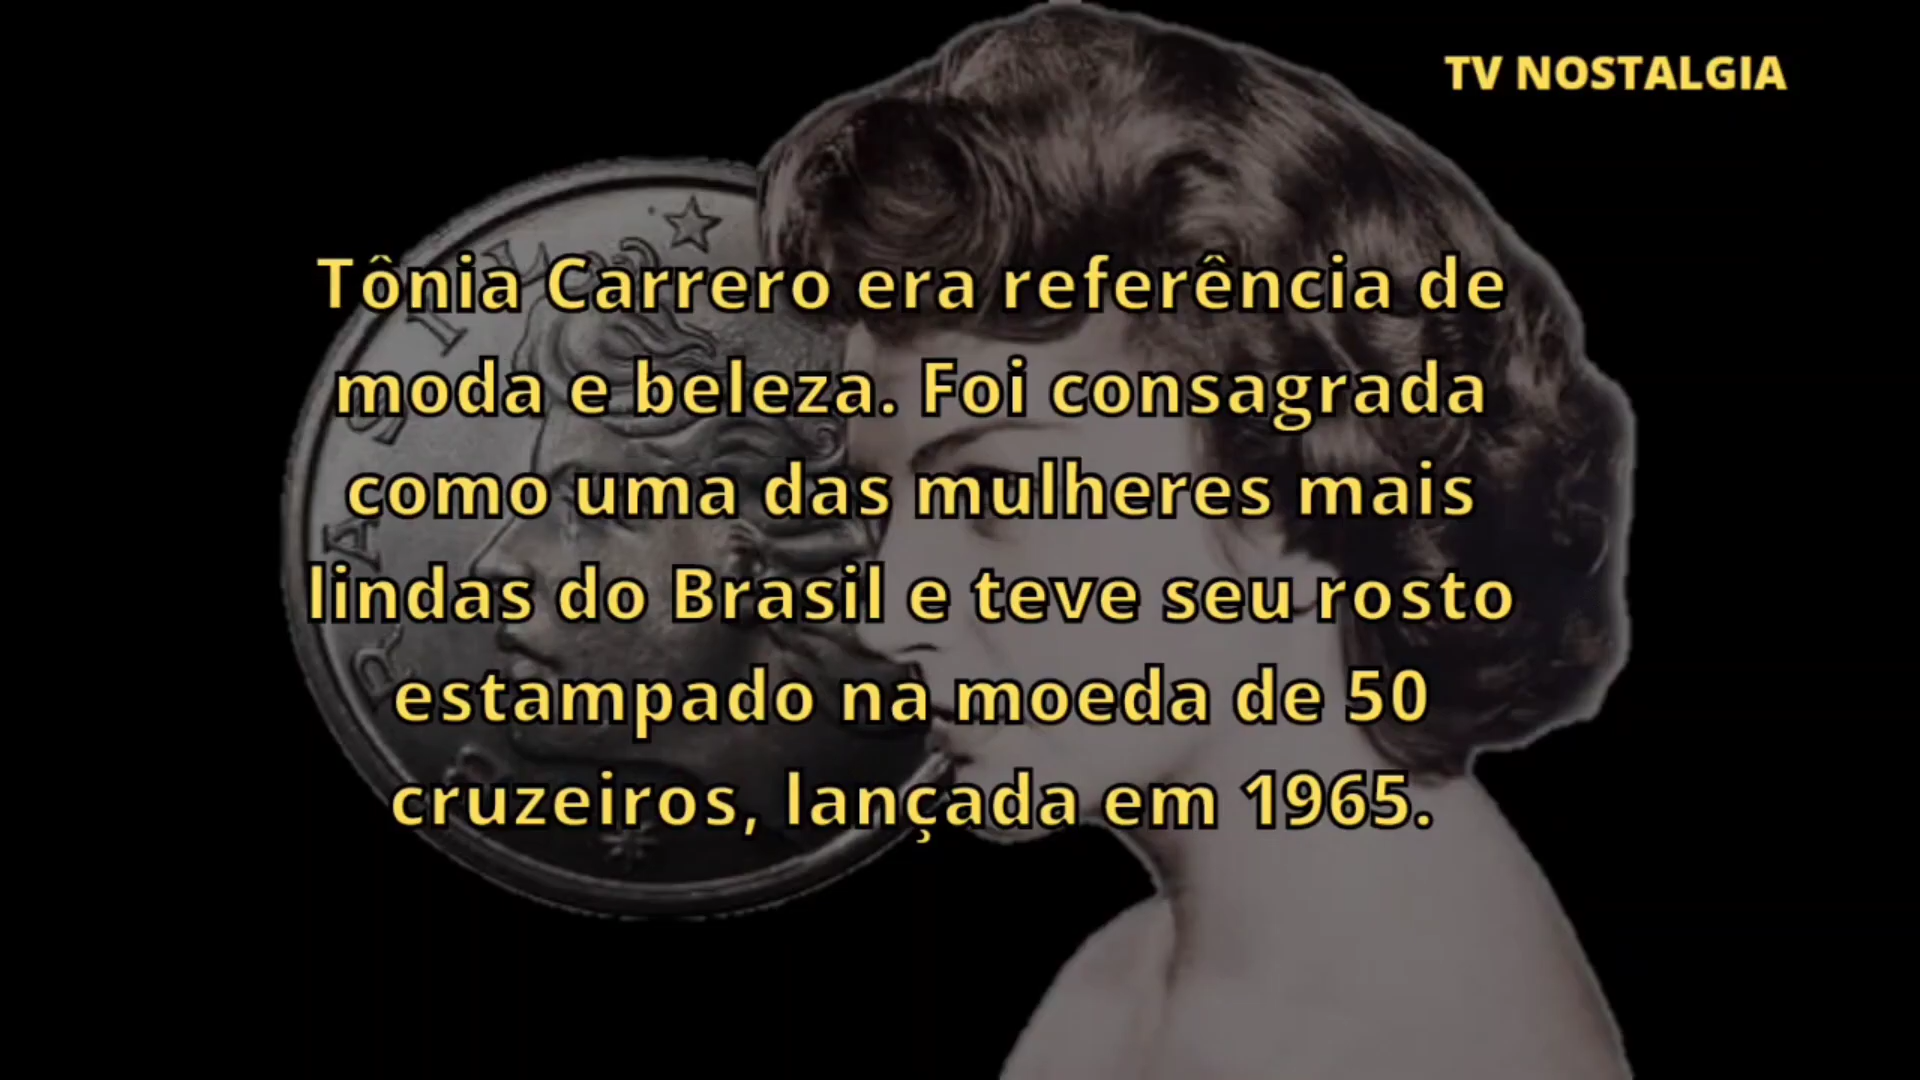 TV NOSTALGIA
BRASIL
Tônia Carrero era referência de
moda e beleza. Foi consagrada
como uma das mulheres mais
lindas do Brasil e teve seu rosto
estampado na moeda de 50
cruzeiros, lançada em 1965.